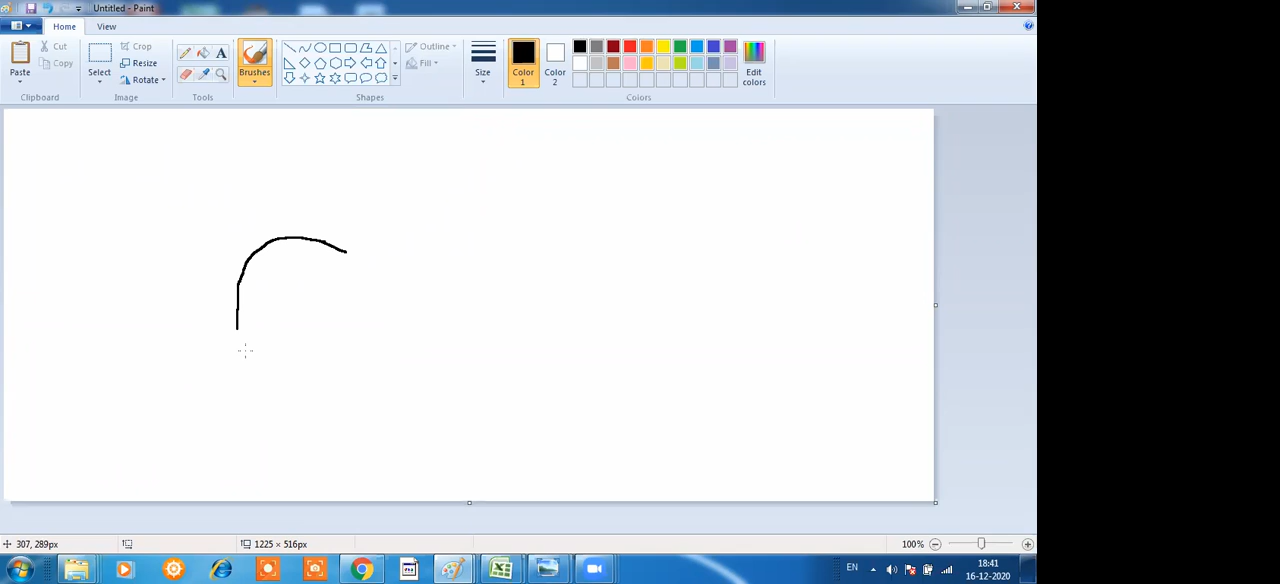 Untitled - Paint
Home View
Paste
Cut
Copy
Clipboard
Select
Crop
Resize
Rotate
Image
A
Tools
Brushes
Outline
Fill
Shapes
Size
Color
1
Color
2
Edit
colors
Colors
307, 289px
1225 × 516px
100%
EN
18:41
16-12-2020